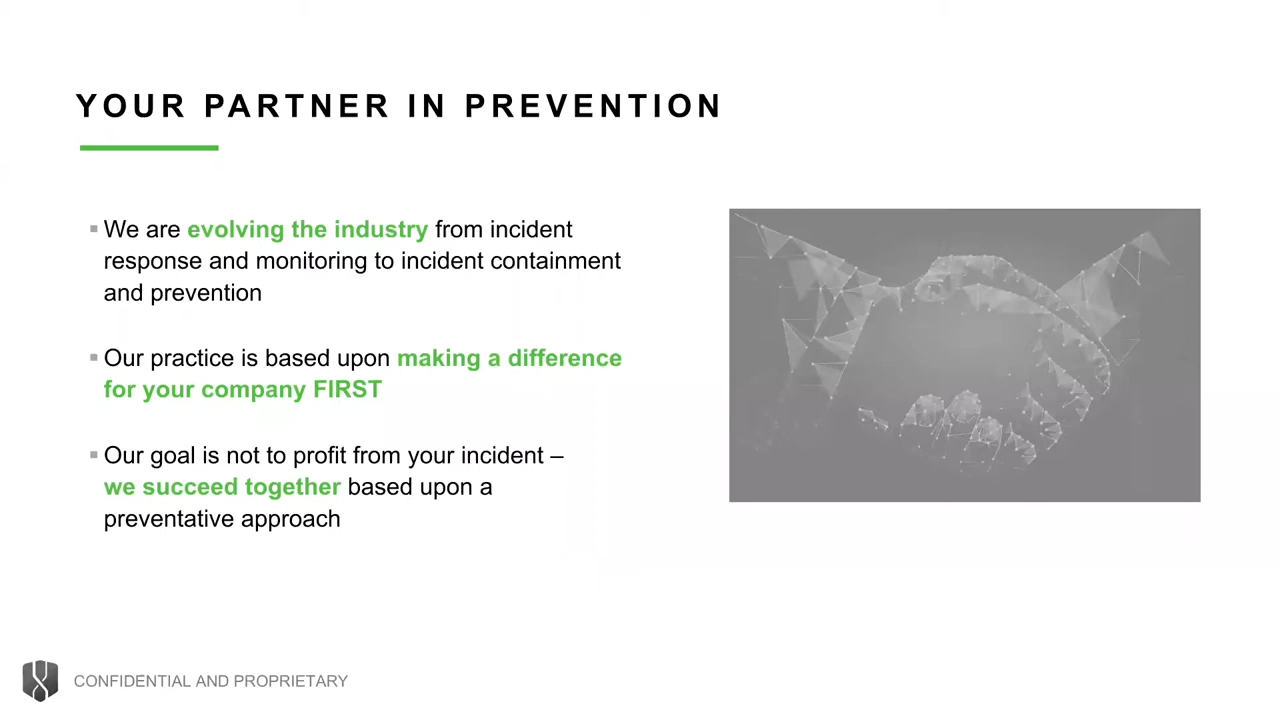 YOUR PARTNER IN PREVENTION
We are evolving the industry from incident
response and monitoring to incident containment
and prevention
Our practice is based upon making a difference
for your company FIRST
Our goal is not to profit from your incident –
we succeed together based upon a
preventative approach
CONFIDENTIAL AND PROPRIETARY